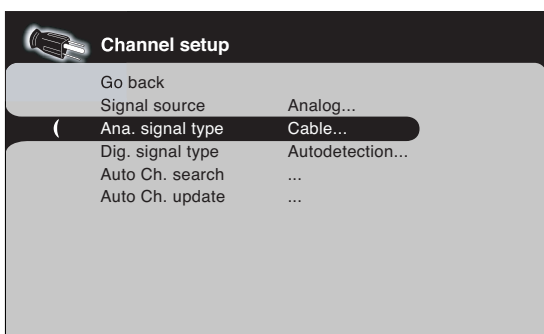 Channel setup
Go back
Signal source Analog...
Ana. signal type Cable...
Dig. signal type Autodetection...
Auto Ch. search ...
Auto Ch. update ...